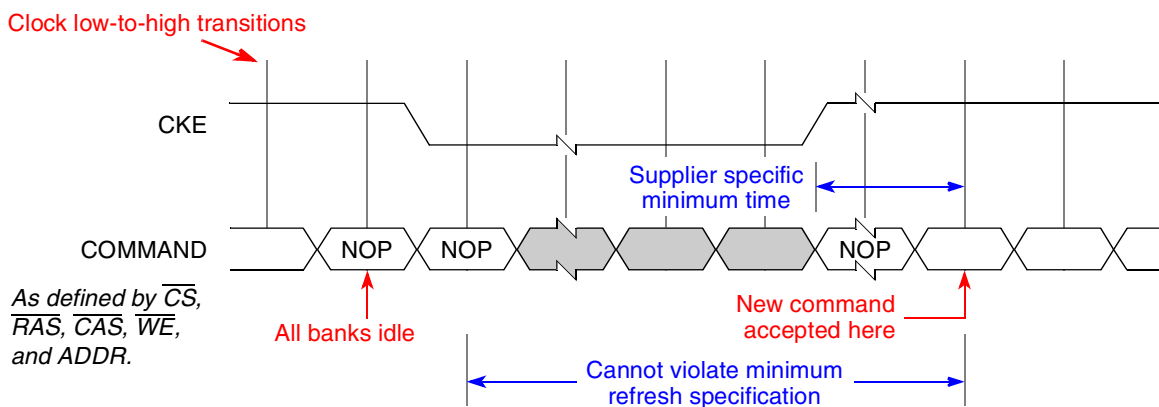 Clock low-to-high transitions
CKE
Supplier specific
minimum time
COMMAND
NOP
NOP
NOP
As defined by CS,
RAS, CAS, WE,
and ADDR.
All banks idle
New command
accepted here
Cannot violate minimum
refresh specification